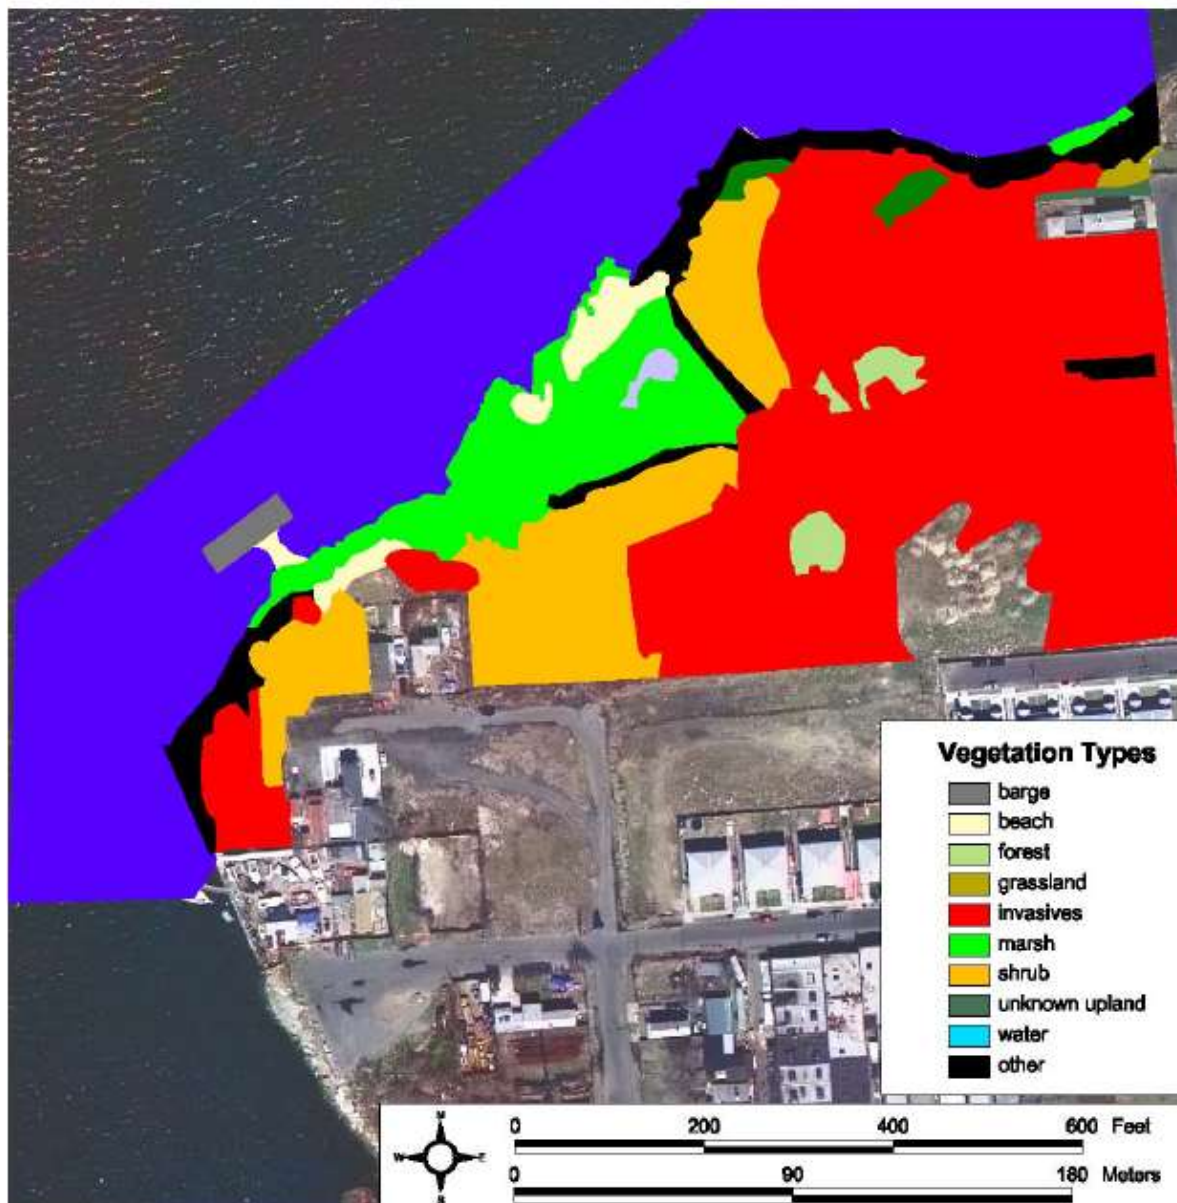 Vegetation Types
barge
beach
forest
grassland
invasives
marsh
shrub
unknown upland
water
other
N
W E
S
0 200 400 600 Feet
0 90 180 Meters